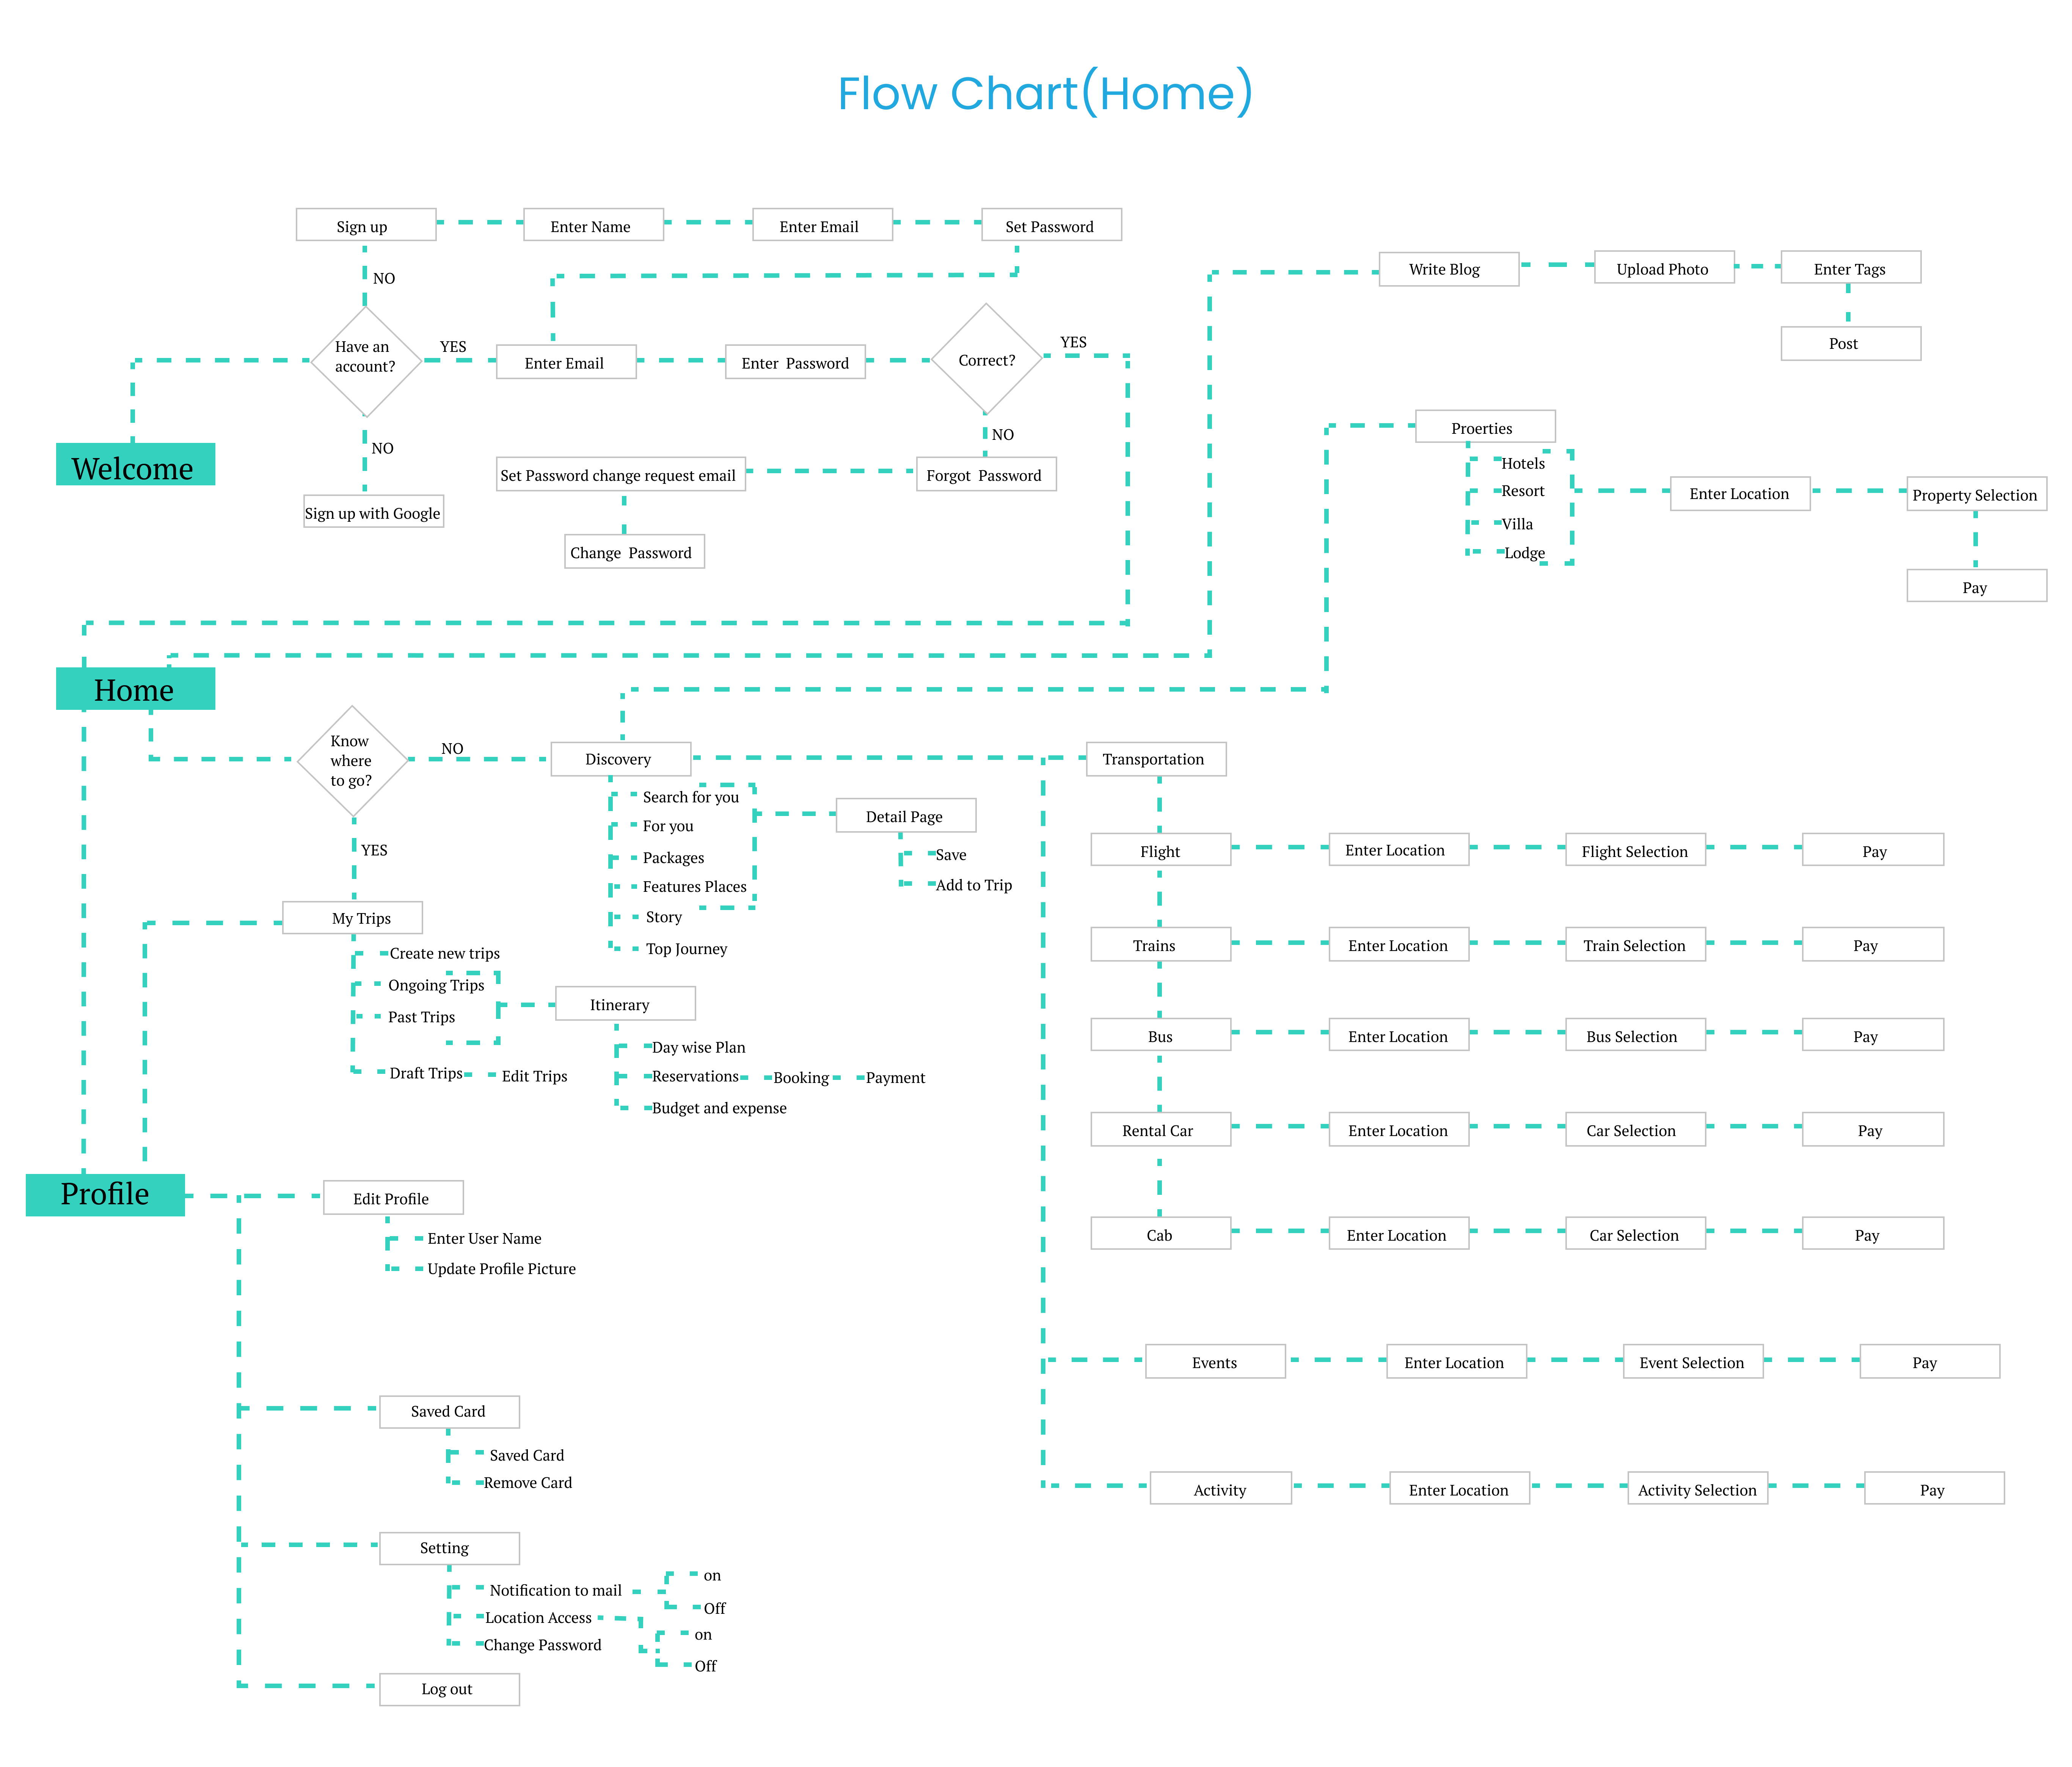 Flow Chart(Home)
Sign up
Enter Name
Enter Email
Set Password
NO
Have an
account?
YES
Enter Email
Enter  Password
Correct?
YES
NO
NO
Welcome
Sign up with Google
Set Password change request email
Forgot  Password
Change  Password
Write Blog
Upload Photo
Enter Tags
Post
Proerties
Hotels
Resort
Villa
Lodge
Enter Location
Property Selection
Pay
Home
Know
where
to go?
NO
YES
Discovery
Search for you
For you
Packages
Features Places
Story
Top Journey
Detail Page
Save
Add to Trip
My Trips
Create new trips
Ongoing Trips
Past Trips
Draft Trips
Edit Trips
Itinerary
Day wise Plan
Reservations
Booking
Payment
Budget and expense
Transportation
Flight
Enter Location
Flight Selection
Pay
Trains
Enter Location
Train Selection
Pay
Bus
Enter Location
Bus Selection
Pay
Rental Car
Enter Location
Car Selection
Pay
Cab
Enter Location
Car Selection
Pay
Events
Enter Location
Event Selection
Pay
Activity
Enter Location
Activity Selection
Pay
Profile
Edit Profile
Enter User Name
Update Profile Picture
Saved Card
Saved Card
Remove Card
Setting
Notification to mail
on
Off
Location Access
on
Off
Change Password
Log out